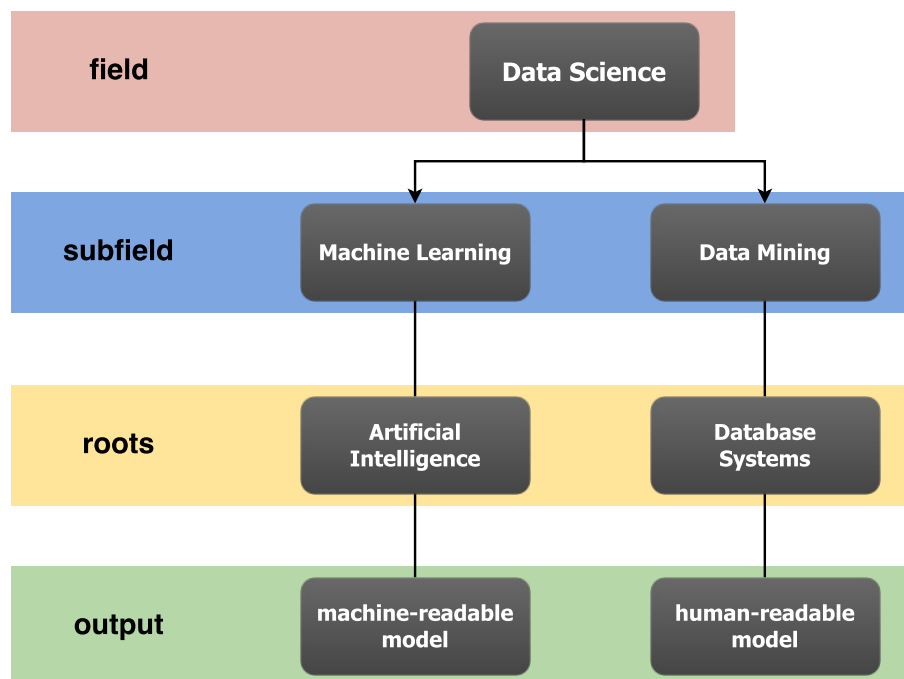 field
Data Science
subfield
Machine Learning
Data Mining
roots
Artificial
Intelligence
Database
Systems
output
machine-readable
model
human-readable
model